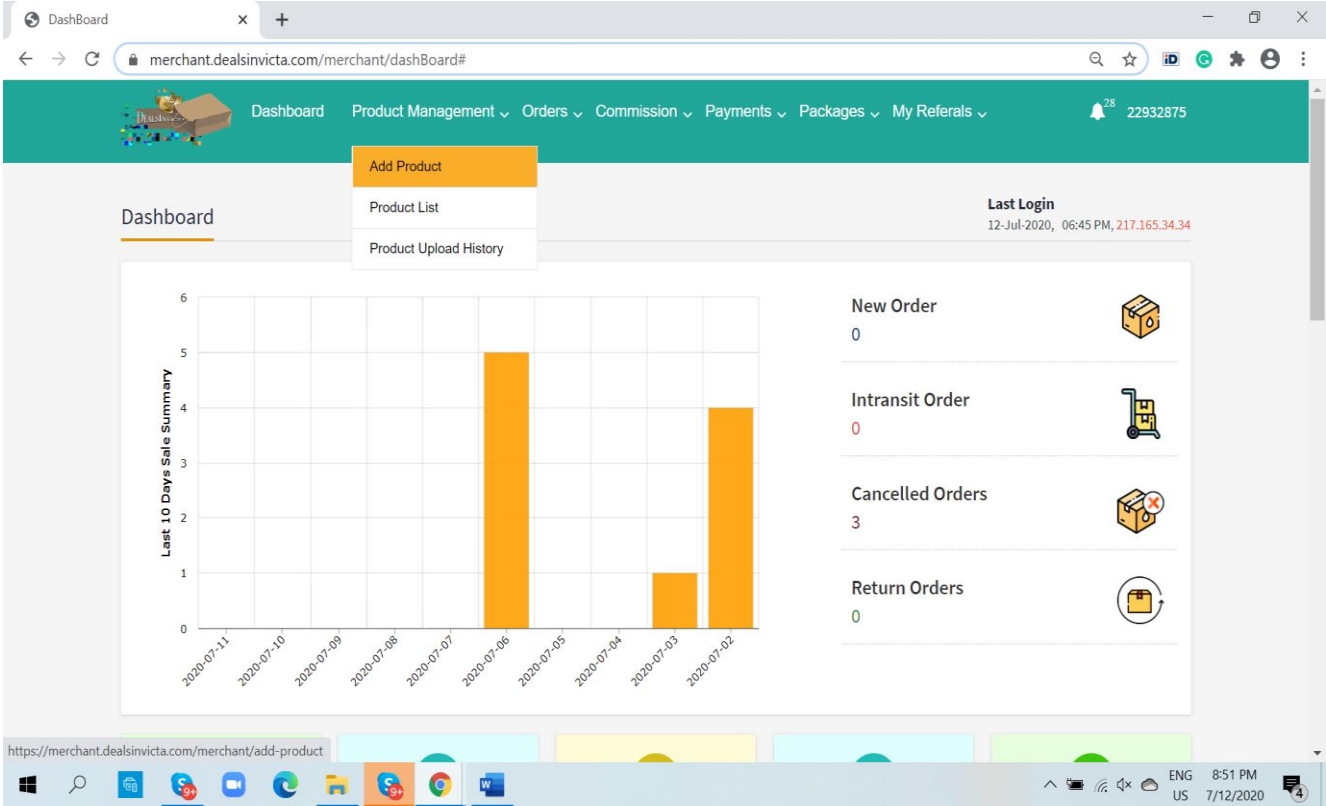 DashBoard
merchant.dealsinvicta.com/merchant/dashBoard#
Dashboard Product Management Orders Commission Payments Packages My Referals 28 22932875
Add Product
Product List
Product Upload History
Dashboard
Last Login
12-Jul-2020, 06:45 PM, 217.165.34.34
Last 10 Days Sale Summary
6
5
4
3
2
1
0
2020-07-11 2020-07-10 2020-07-09 2020-07-08 2020-07-07 2020-07-06 2020-07-05 2020-07-04 2020-07-03 2020-07-02
New Order
0
Intransit Order
0
Cancelled Orders
3
Return Orders
0
https://merchant.dealsinvicta.com/merchant/add-product
ENG 8:51 PM
US 7/12/2020
4